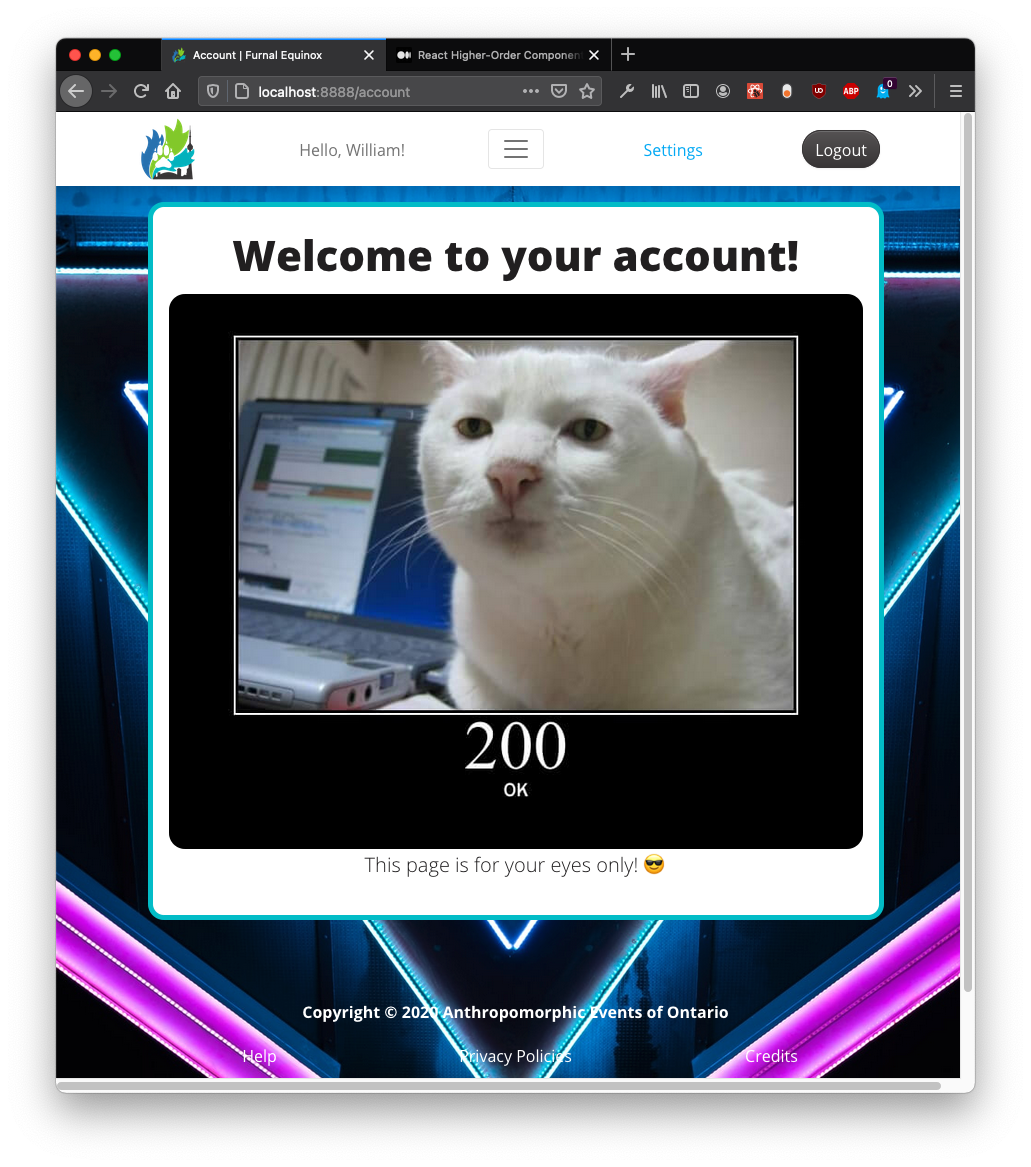 Account | Furnal Equinox
React Higher-Order Componen
localhost:8888/account
UD
ABP
0
Hello, William!
Settings
Logout
Welcome to your account!
200
OK
This page is for your eyes only! 😎
Copyright © 2020 Anthropomorphic Events of Ontario
Help
Privacy Policies
Credits